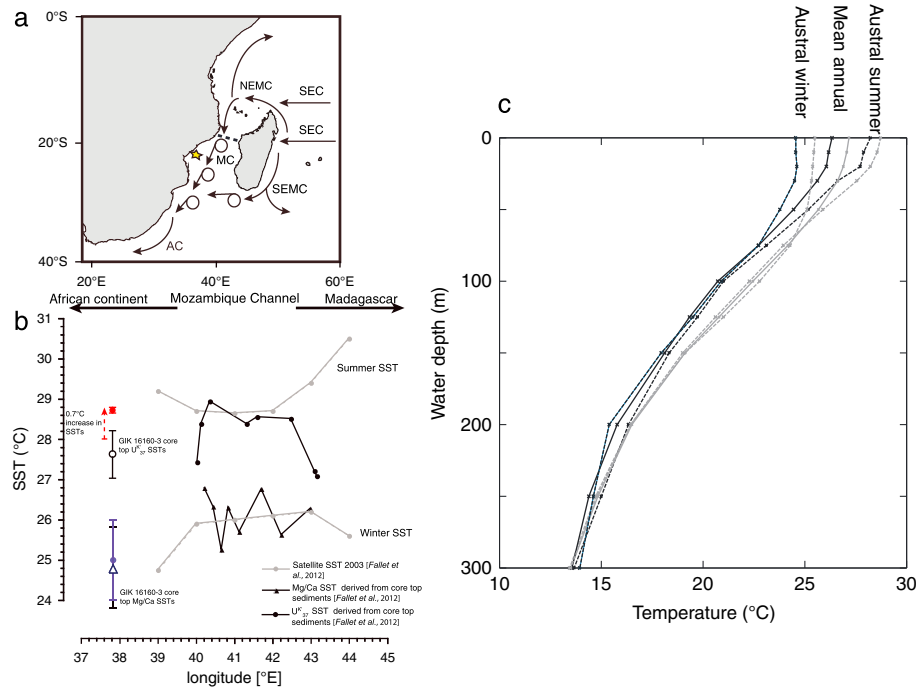 a
0°S
20°S
40°S
20°E
40°E
60°E
NEMC
SEC
SEC
MC
SEMC
AC
African continent
Mozambique Channel
Madagascar
b
31
30
29
28
27
26
25
24
SST (°C)
Summer SST
0.7°C
increase in
SSTs
GIK 16160-3 core
top Uᴷ'₃₇ SSTs
Winter SST
GIK 16160-3 core
top Mg/Ca SSTs
Satellite SST 2003 [Fallet et
al., 2012]
Mg/Ca SST derived from core top
sediments [Fallet et al., 2012]
Uᴷ'₃₇ SST derived from core top
sediments [Fallet et al., 2012]
37 38 39 40 41 42 43 44 45
longitude [°E]
c
Austral winter
Mean annual
Austral summer
0
100
200
300
Water depth (m)
10 15 20 25 30
Temperature (°C)